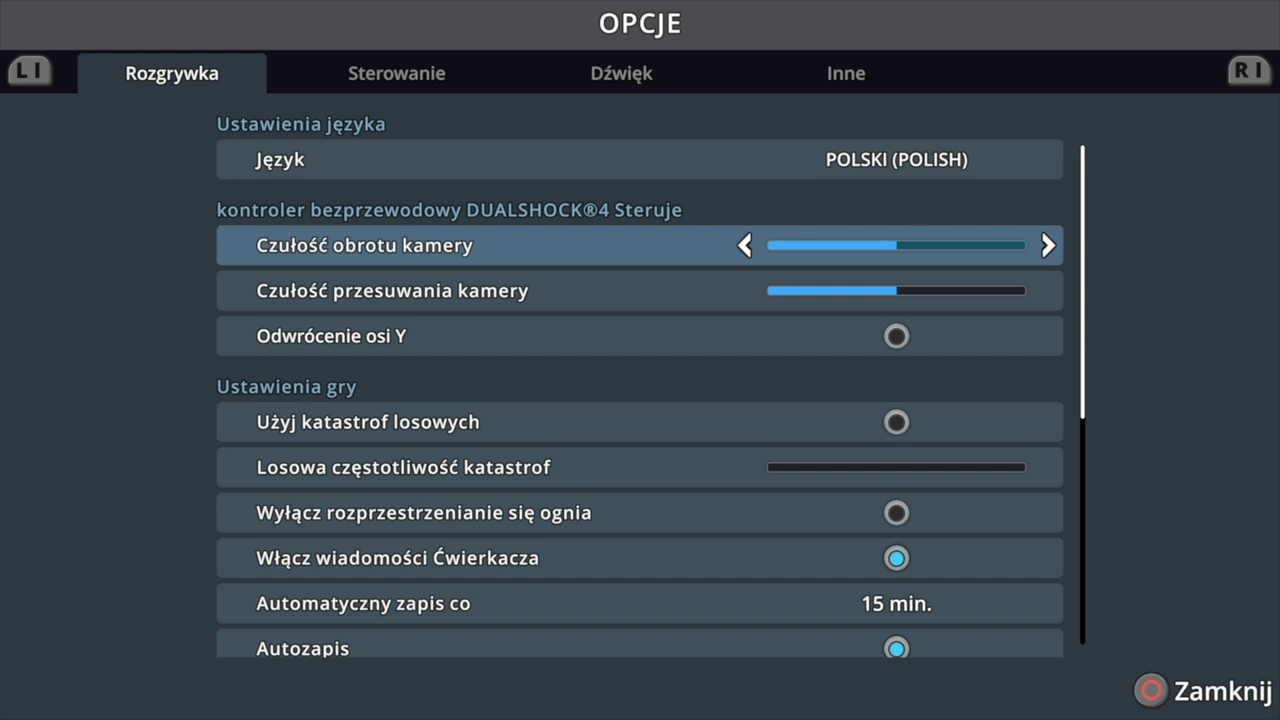 OPCJE
L1 Rozgrywka Sterowanie Dźwięk Inne R1
Ustawienia języka
Język POLSKI (POLISH)
kontroler bezprzewodowy DUALSHOCK®4 Steruje
Czułość obrotu kamery
Czułość przesuwania kamery
Odwrócenie osi Y
Ustawienia gry
Użyj katastrof losowych
Losowa częstotliwość katastrof
Wyłącz rozprzestrzenianie się ognia
Włącz wiadomości Ćwierkacza
Automatyczny zapis co 15 min.
Autozapis
Zamknij